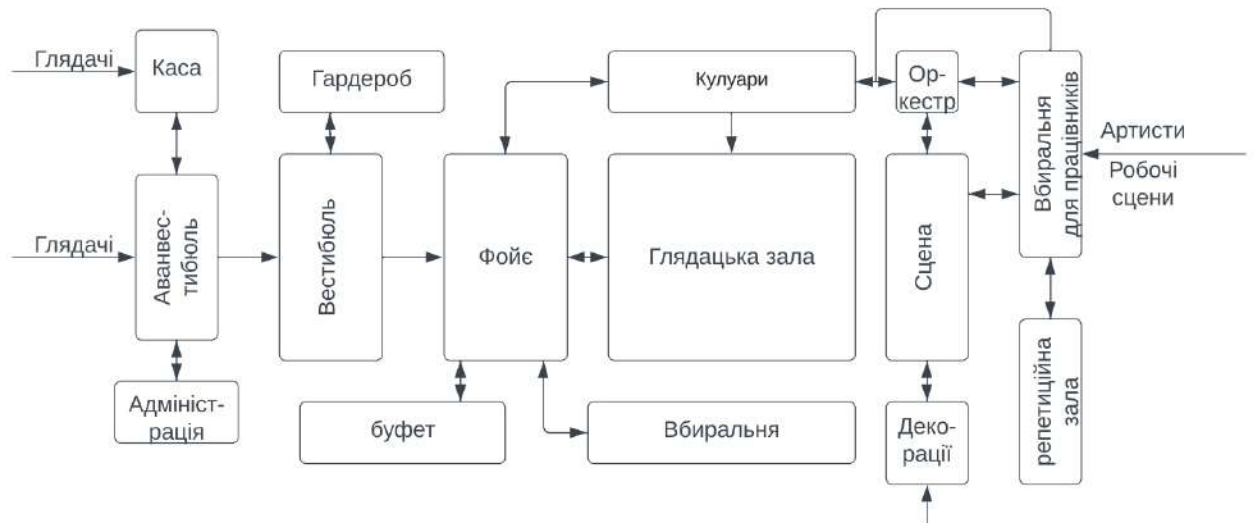 Глядачі
Каса
Гардероб
Кулуари
Ор-
кестр
Вбиральня
для працівників
Артисти
Робочі
сцени
Глядачі
Аванвес-
тибюль
Вестибюль
Фойє
Глядацька зала
Сцена
Адмініст-
рація
буфет
Вбиральня
Деко-
рації
репетиційна
зала